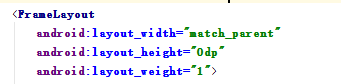 <FrameLayout
android:layout_width="match_parent"
android:layout_height="0dp"
android:layout_weight="1">